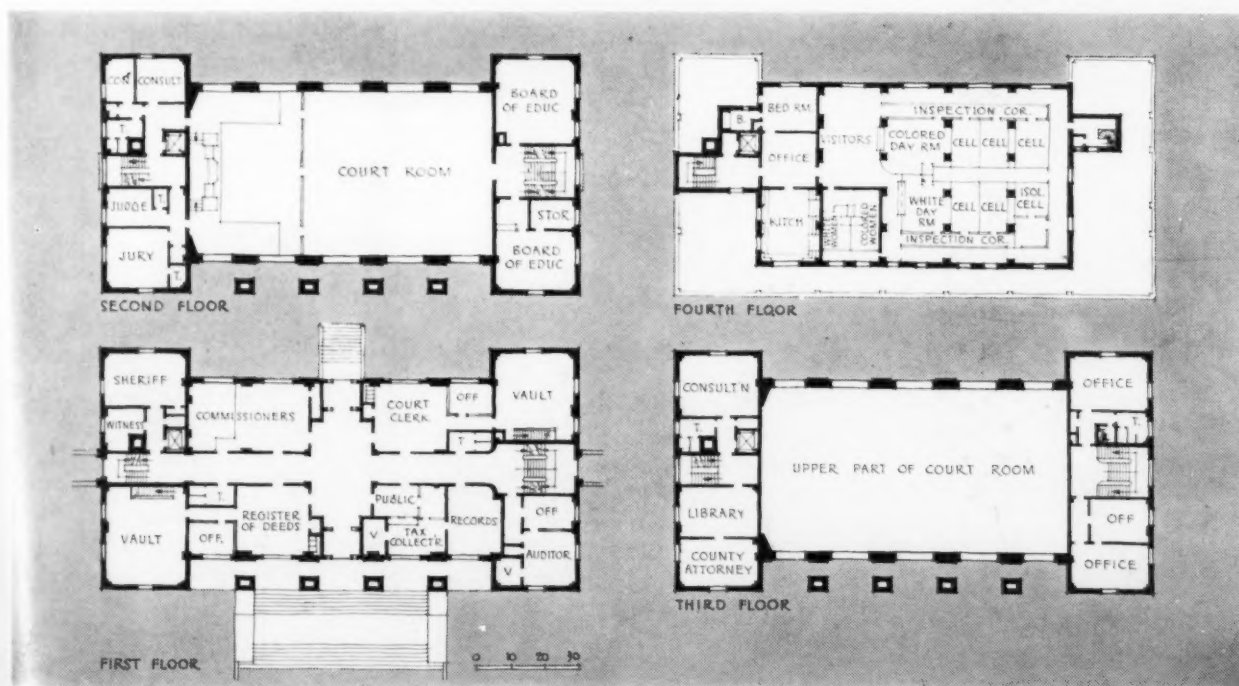 CON.
CONSULT.
T.
BOARD
OF EDUC
COURT ROOM
JUDGE
T.
STOR.
JURY
T.
BOARD
OF EDUC
SECOND FLOOR
BED RM.
B.
OFFICE
VISITORS
INSPECTION COR.
COLORED
DAY RM
CELL
CELL
CELL
KITCH
WHITE
WOMEN
COLORED
WOMEN
WHITE
DAY
RM
CELL
CELL
ISOL.
CELL
INSPECTION COR.
FOURTH FLOOR
SHERIFF
COMMISSIONERS
COURT
CLERK
OFF
VAULT
WITNESS
T.
T.
PUBLIC
VAULT
OFF.
REGISTER
OF DEEDS
V.
TAX
COLLECTR.
RECORDS
OFF
AUDITOR
V.
FIRST FLOOR
0 10 20 30
CONSULT'N
OFFICE
T.
T.
UPPER PART OF COURT ROOM
LIBRARY
OFF
COUNTY
ATTORNEY
OFFICE
THIRD FLOOR